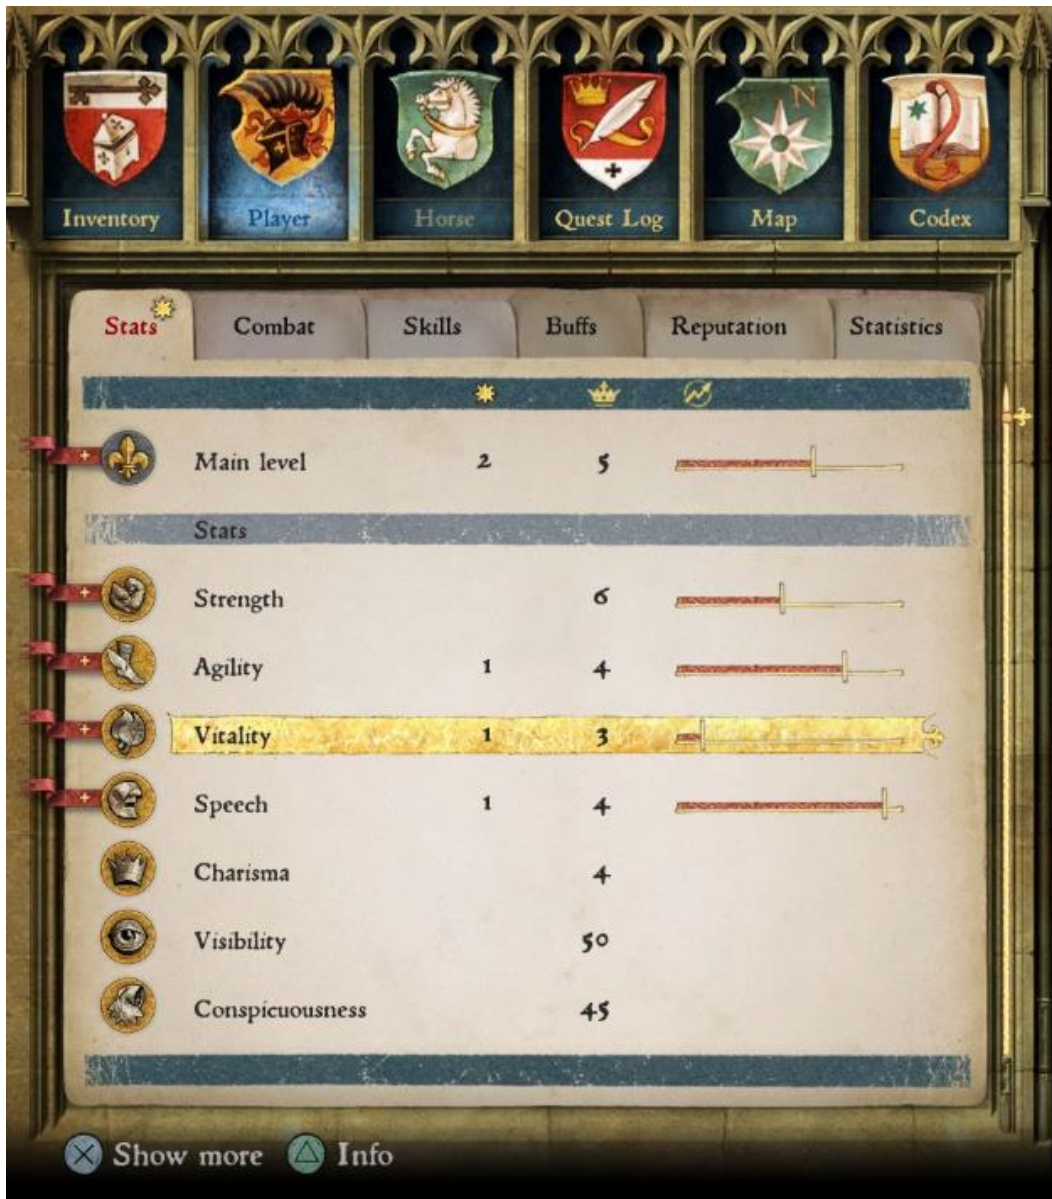 N
Inventory Player Horse Quest Log Map Codex
Stats Combat Skills Buffs Reputation Statistics
Main level 2 5
Stats
Strength 6
Agility 1 4
Vitality 1 3
Speech 1 4
Charisma 4
Visibility 50
Conspicuousness 45
Show more Info